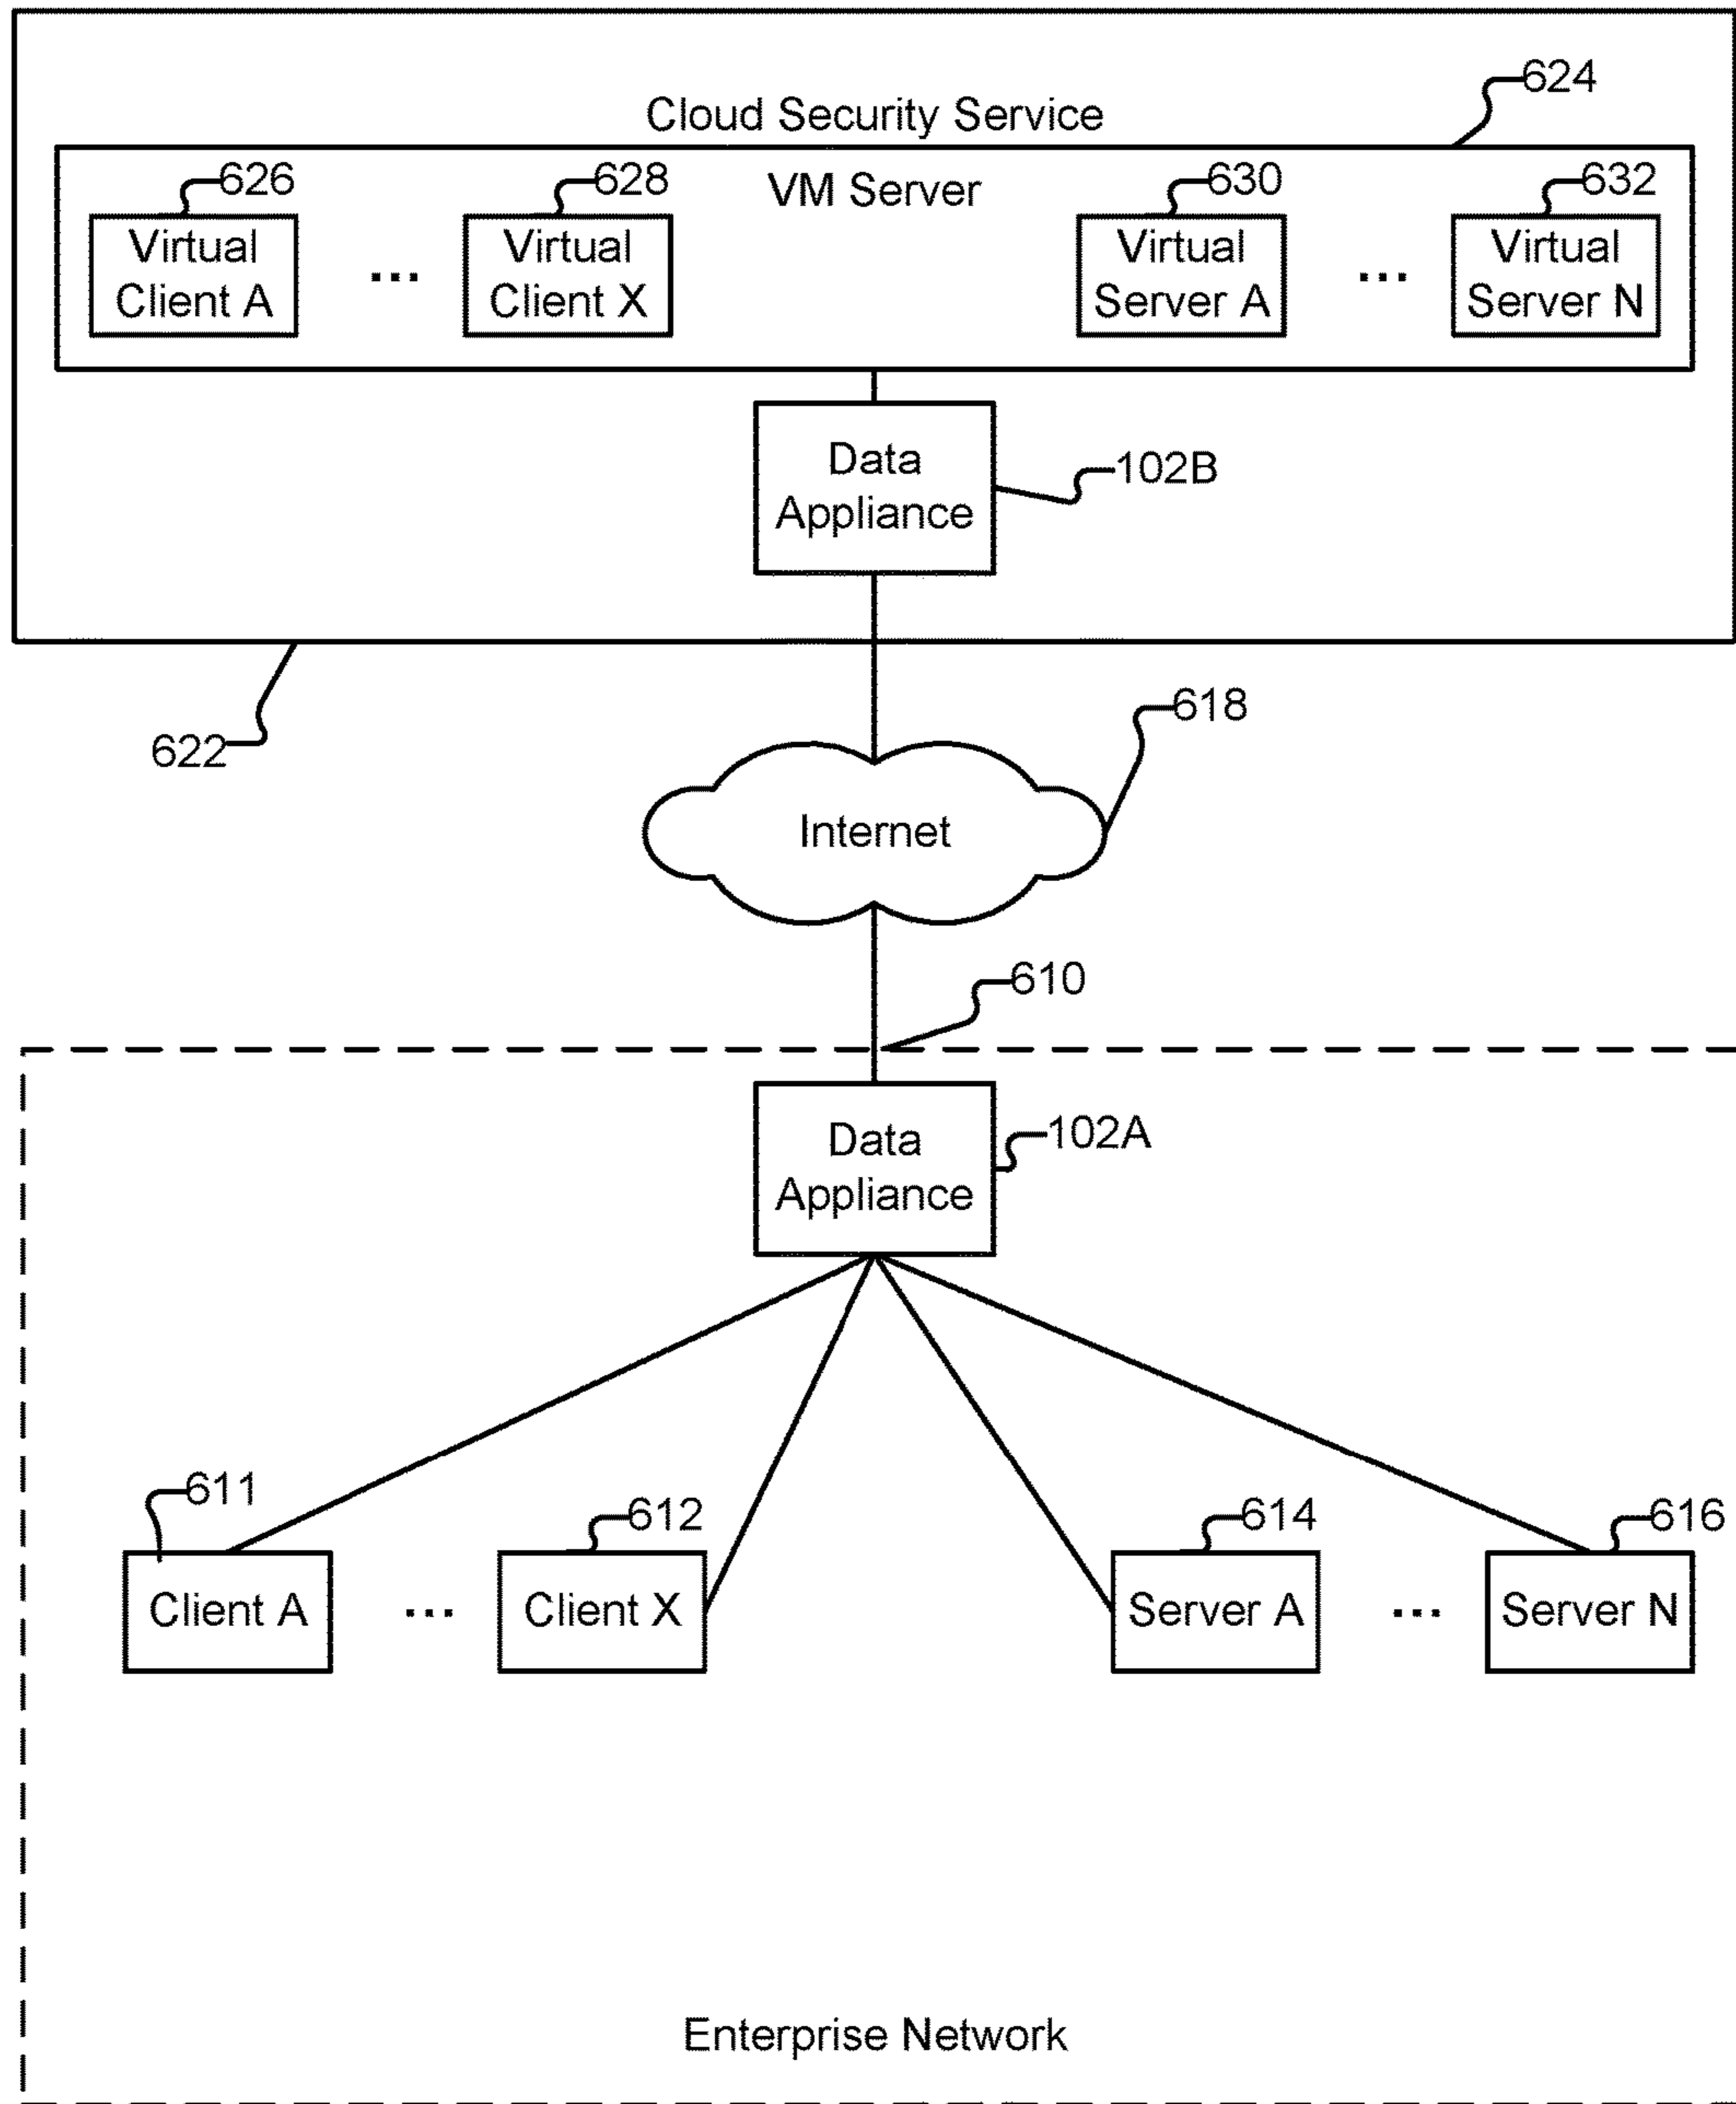 624
Cloud Security Service
626
628
VM Server
630
632
Virtual
Client A
...
Virtual
Client X
Virtual
Server A
...
Virtual
Server N
Data
Appliance
102B
622
618
Internet
610
Data
Appliance
102A
611
612
614
616
Client A
...
Client X
Server A
...
Server N
Enterprise Network